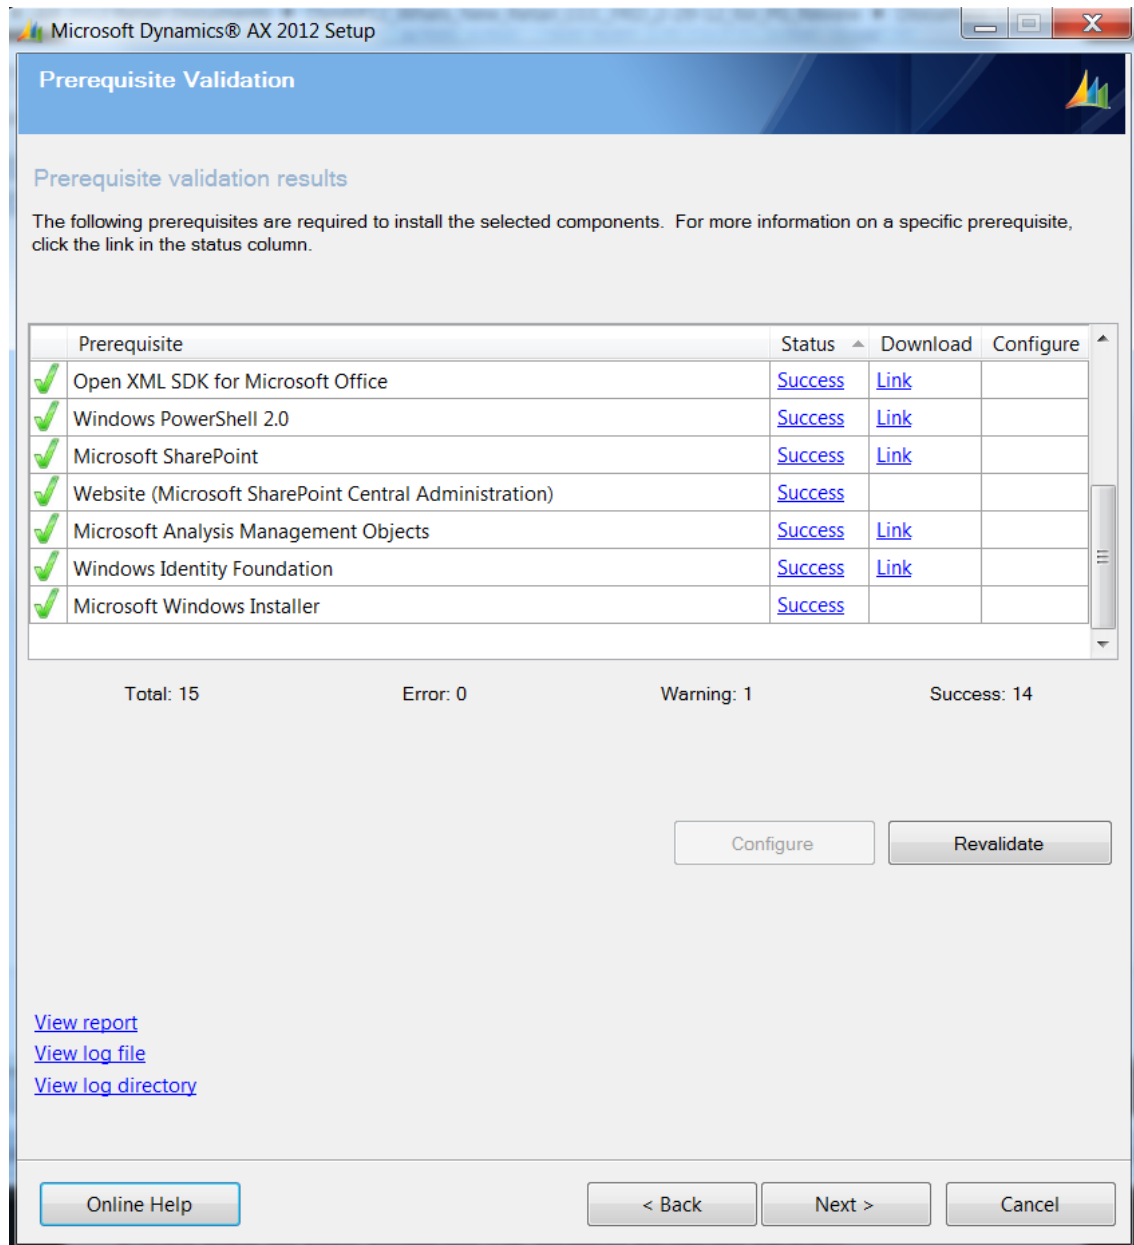 Microsoft Dynamics® AX 2012 Setup
Prerequisite Validation
Prerequisite validation results
The following prerequisites are required to install the selected components.  For more information on a specific prerequisite,
click the link in the status column.
Prerequisite Status Download Configure
Open XML SDK for Microsoft Office Success Link
Windows PowerShell 2.0 Success Link
Microsoft SharePoint Success Link
Website (Microsoft SharePoint Central Administration) Success
Microsoft Analysis Management Objects Success Link
Windows Identity Foundation Success Link
Microsoft Windows Installer Success
Total: 15 Error: 0 Warning: 1 Success: 14
Configure Revalidate
View report
View log file
View log directory
Online Help < Back Next > Cancel